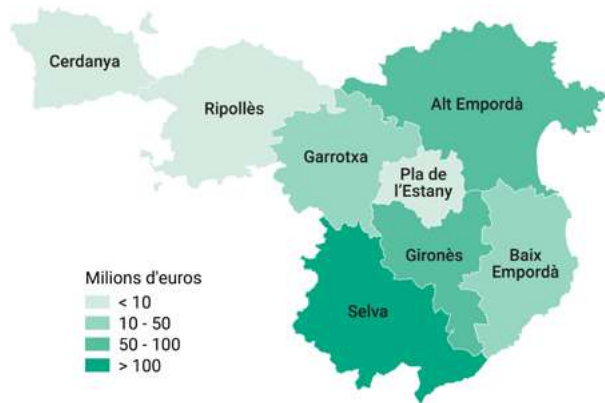 Cerdanya
Ripollès
Alt Empordà
Garrotxa
Pla de
l'Estany
Gironès
Baix
Empordà
Selva
Milions d'euros
< 10
10 - 50
50 - 100
> 100